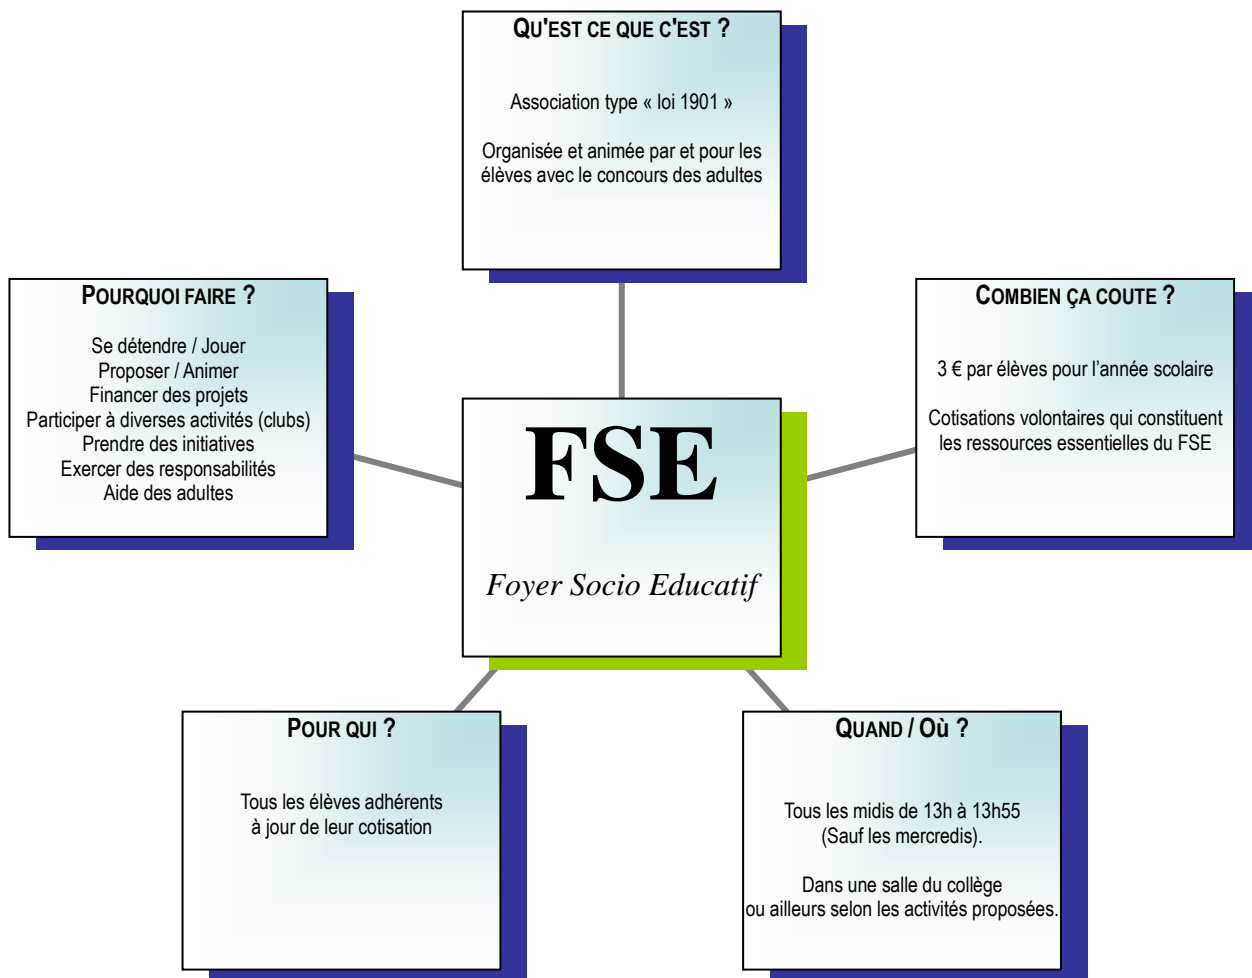 QU'EST CE QUE C'EST ?
Association type « loi 1901 »
Organisée et animée par et pour les
élèves avec le concours des adultes
POURQUOI FAIRE ?
Se détendre / Jouer
Proposer / Animer
Financer des projets
Participer à diverses activités (clubs)
Prendre des initiatives
Exercer des responsabilités
Aide des adultes
COMBIEN ÇA COUTE ?
3 € par élèves pour l'année scolaire
Cotisations volontaires qui constituent
les ressources essentielles du FSE
FSE
Foyer Socio Educatif
POUR QUI ?
Tous les élèves adhérents
à jour de leur cotisation
QUAND / Où ?
Tous les midis de 13h à 13h55
(Sauf les mercredis).
Dans une salle du collège
ou ailleurs selon les activités proposées.